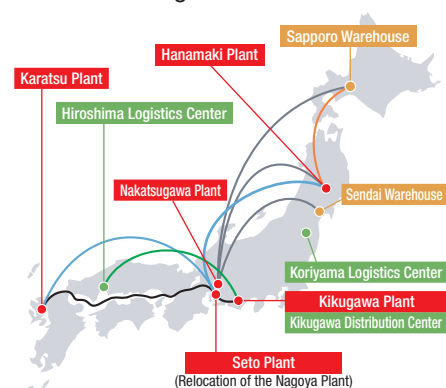 Sapporo Warehouse
Hanamaki Plant
Karatsu Plant
Hiroshima Logistics Center
Nakatsugawa Plant
Sendai Warehouse
Koriyama Logistics Center
Kikugawa Plant
Kikugawa Distribution Center
Seto Plant
(Relocation of the Nagoya Plant)